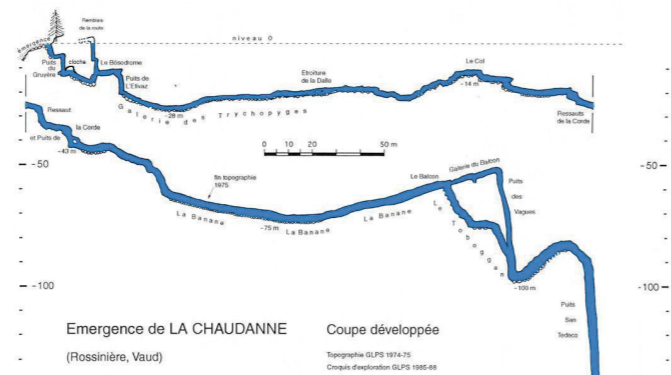 Remblais
de la route
niveau 0
émergence
Puits
du
Gruyère
cloche
Le Bosodrome
Puits de
L'Etivaz
Etroiture
de la Dalle
Le Col
-14 m
-28 m
Galerie des Trychopyges
Ressauts
de la Corde
Ressaut
et Puits de
la Corde
-43 m
0 10 20 50 m
-50
-50
fin topographie
1975
La Banane
-75 m
La Banane
La Banane
Le Balcon
Galerie du Balcon
Puits
des
Vagues
Le Toboggan
-100 m
-100
-100
Puits
San
Tedeco
Emergence de LA CHAUDANNE
(Rossinière, Vaud)
Coupe développée
Topographie GLPS 1974-75
Croquis d'exploration GLPS 1985-88